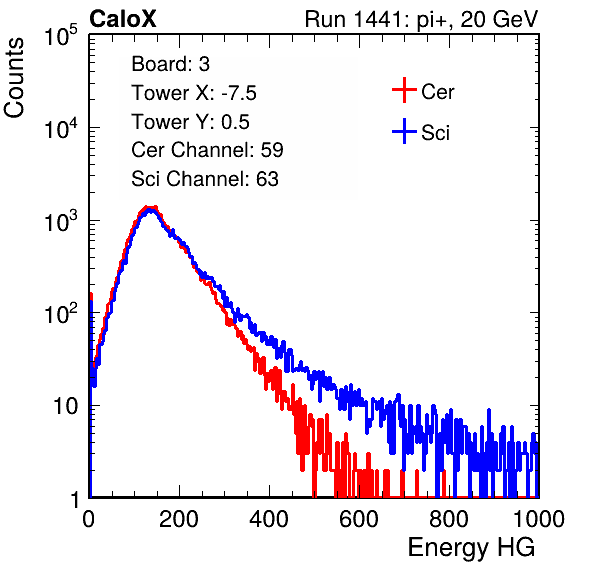 CaloX Run 1441: pi+, 20 GeV
Counts
Board: 3
Tower X: -7.5
Tower Y: 0.5
Cer Channel: 59
Sci Channel: 63
Cer
Sci
10^5
10^4
10^3
10^2
10
1
0 200 400 600 800 1000
Energy HG